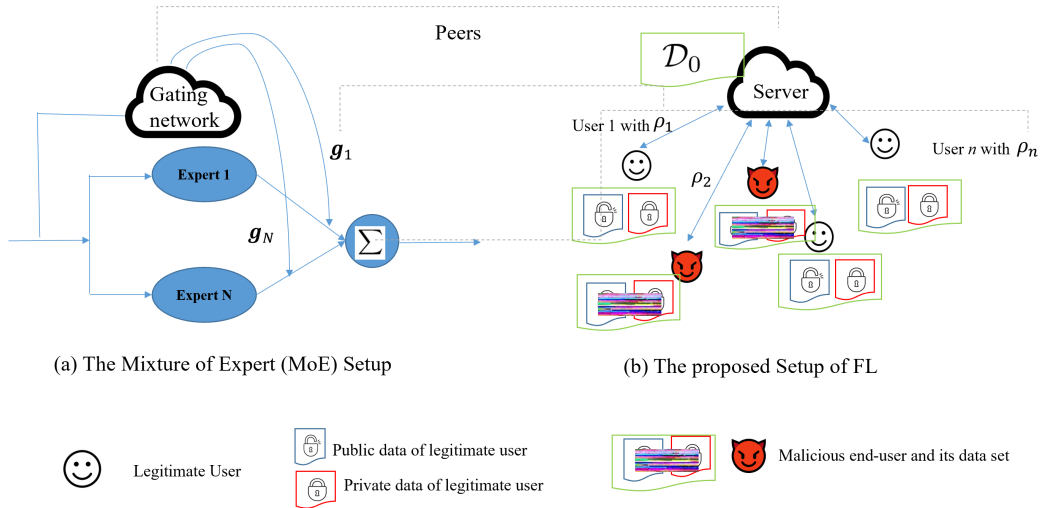 Peers
Gating
network
𝒈₁
Expert 1
𝒈_N
Σ
Expert N
𝒟₀
Server
User 1 with ρ₁
User n with ρₙ
ρ₂
(a) The Mixture of Expert (MoE) Setup
(b) The proposed Setup of FL
Legitimate User
Public data of legitimate user
Private data of legitimate user
Malicious end-user and its data set